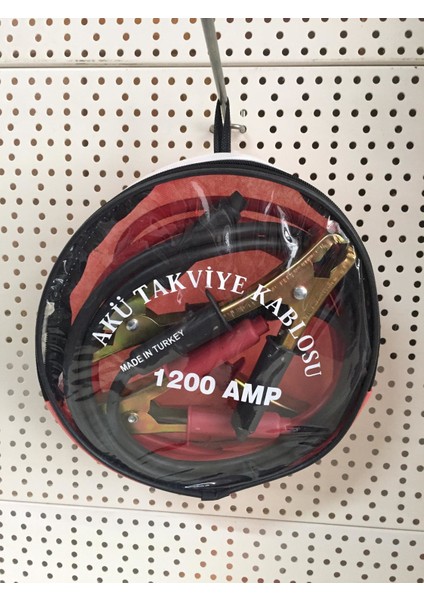 AKÜ TAKVİYE KABLOSU
MADE IN TURKEY
1200 AMP